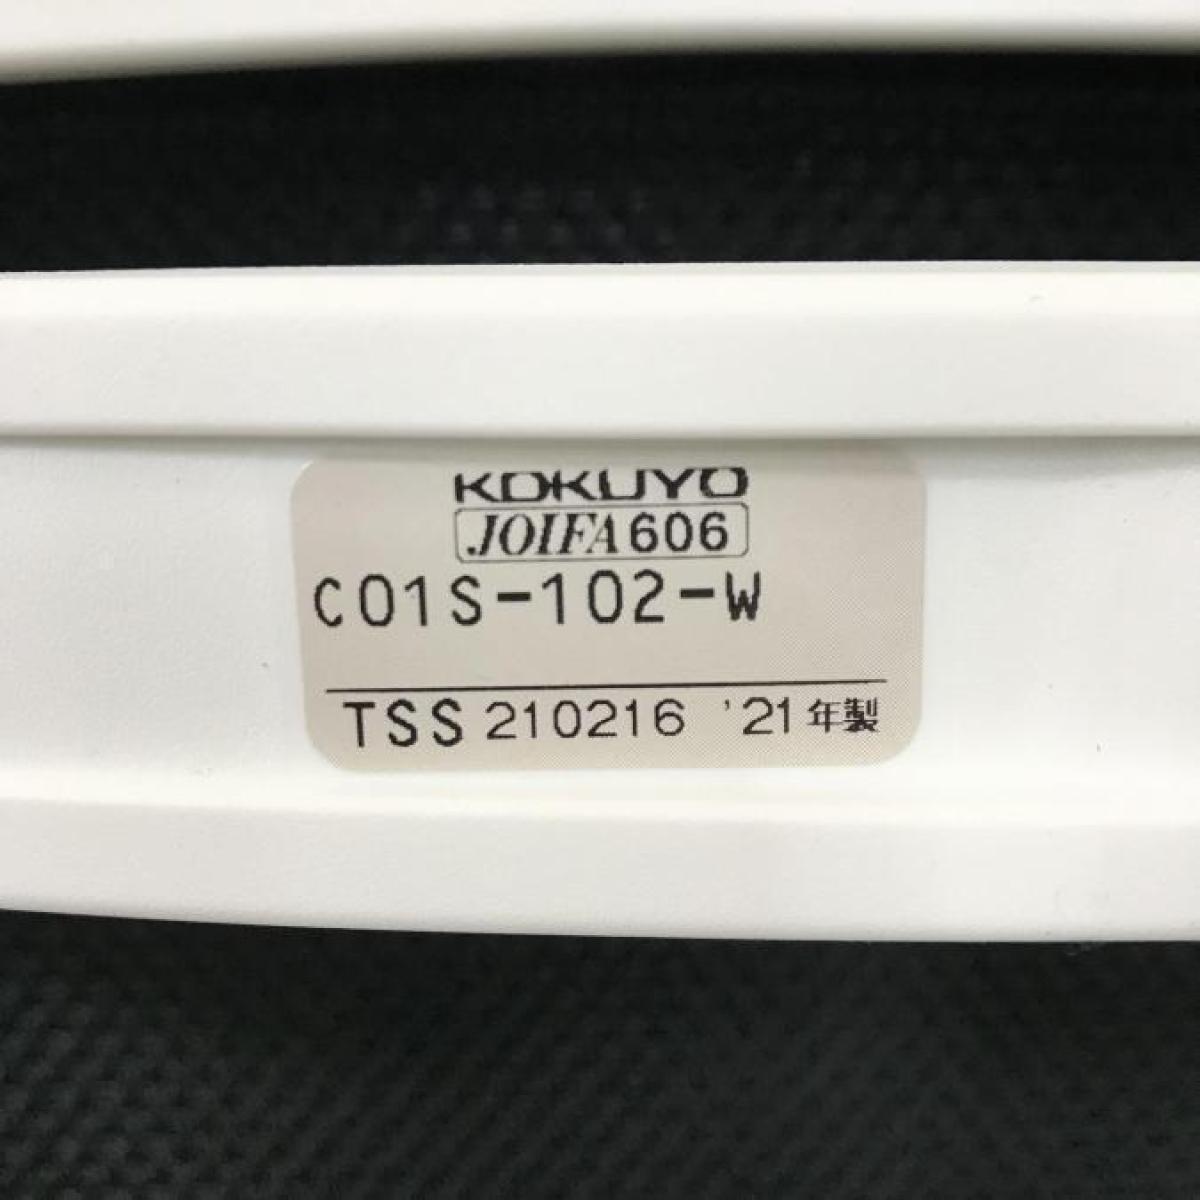 KOKUYO
JOIFA606
C01S-102-W
TSS 210216 '21年製